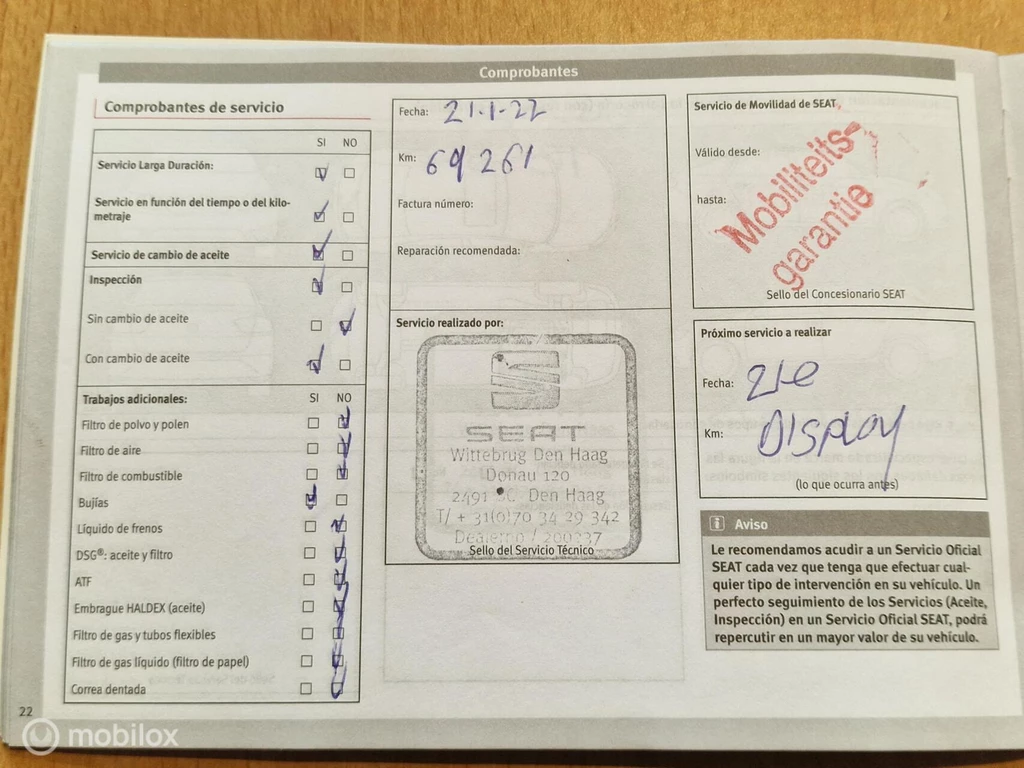 Comprobantes
Comprobantes de servicio
SI NO
Servicio Larga Duración:
Servicio en función del tiempo o del kilo-
metraje
Servicio de cambio de aceite
Inspección
Sin cambio de aceite
Con cambio de aceite
Trabajos adicionales: SI NO
Filtro de polvo y polen
Filtro de aire
Filtro de combustible
Bujías
Líquido de frenos
DSG®: aceite y filtro
ATF
Embrague HALDEX (aceite)
Filtro de gas y tubos flexibles
Filtro de gas líquido (filtro de papel)
Correa dentada
22
Fecha: 21-1-22
Km: 69 261
Factura número:
Reparación recomendada:
Servicio realizado por:
SEAT
Wittebrug Den Haag
Donau 120
2491 BC Den Haag
T/ + 31(0)70 34 29 342
Dealerno / 200237
Sello del Servicio Técnico
Servicio de Movilidad de SEAT
Válido desde:
hasta:
Mobiliteits-
garantie
Sello del Concesionario SEAT
Próximo servicio a realizar
Fecha: zie
Km: Display
(lo que ocurra antes)
i Aviso
Le recomendamos acudir a un Servicio Oficial
SEAT cada vez que tenga que efectuar cual-
quier tipo de intervención en su vehículo. Un
perfecto seguimiento de los Servicios (Aceite,
Inspección) en un Servicio Oficial SEAT, podrá
repercutir en un mayor valor de su vehículo.
mobilox